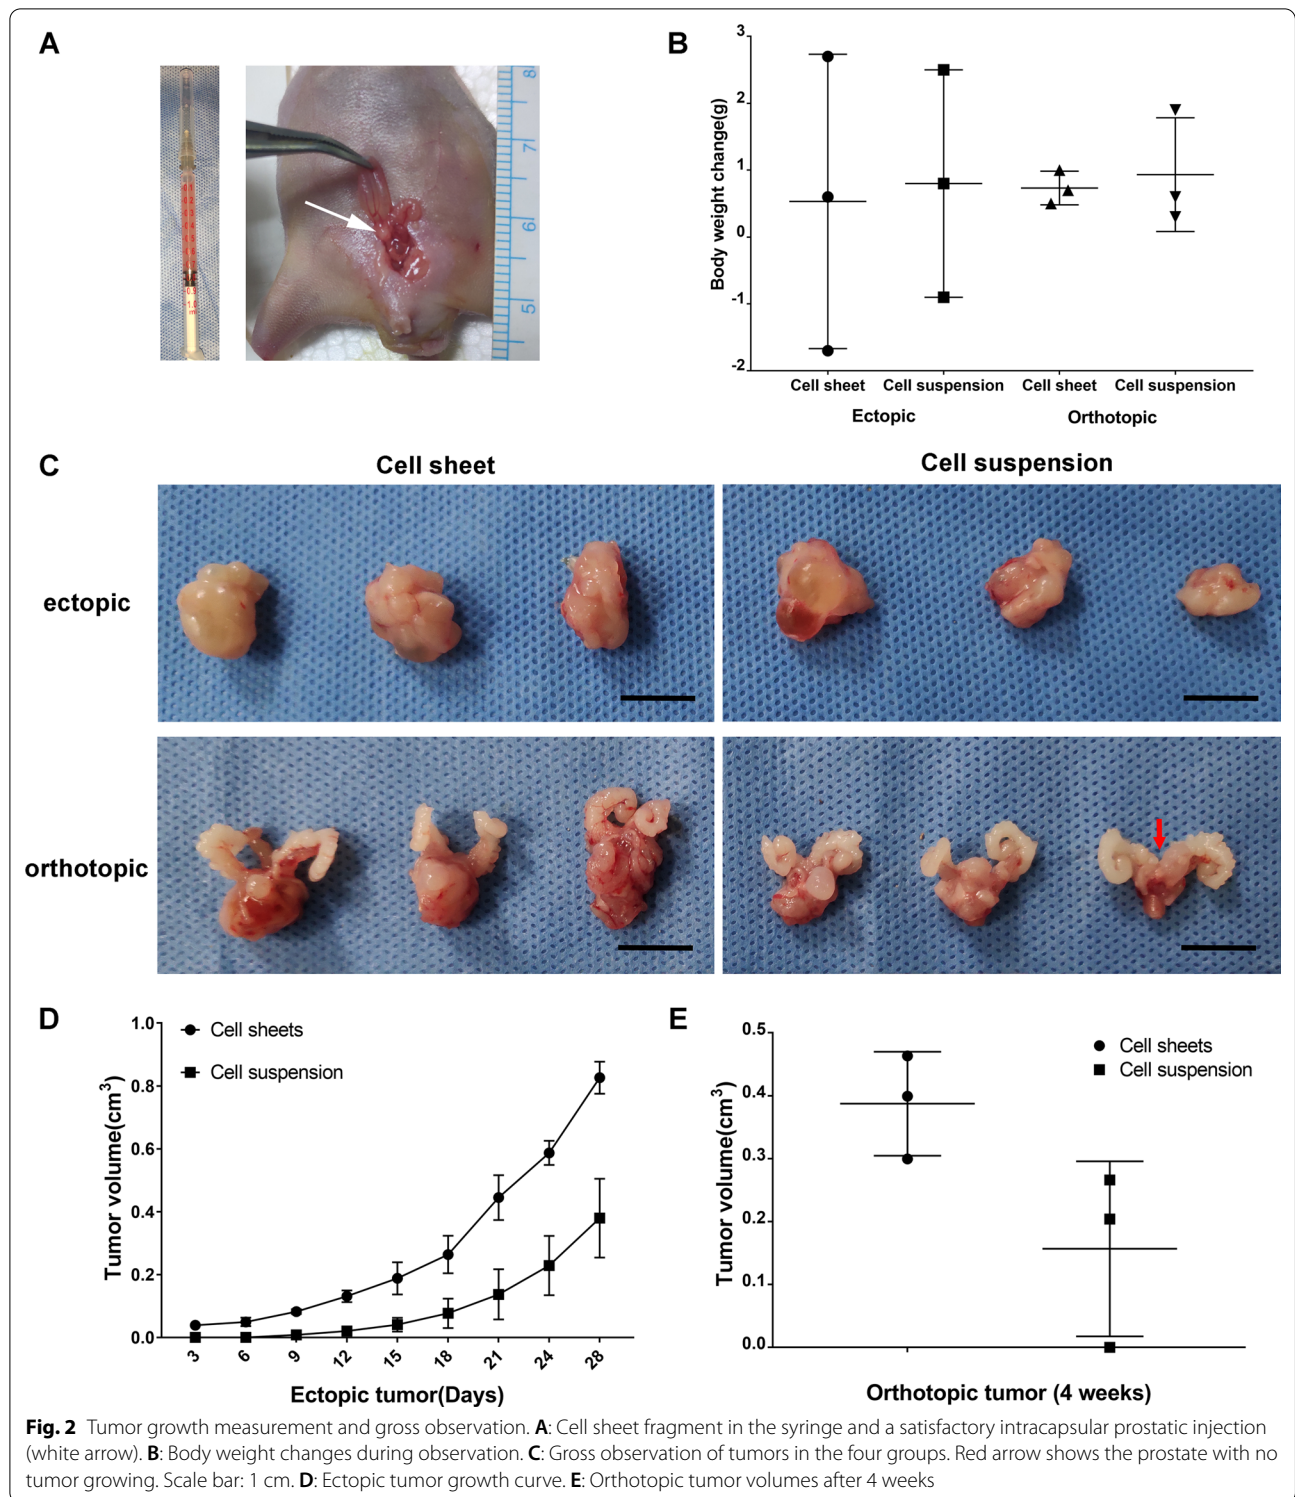 A
8
7
6
5
B
3
2
1
0
-1
-2
Body weight change(g)
Cell sheet Cell suspension Cell sheet Cell suspension
Ectopic Orthotopic
C
Cell sheet Cell suspension
ectopic
orthotopic
D
1.0
0.8
0.6
0.4
0.2
0.0
Tumor volume(cm³)
Cell sheets
Cell suspension
3 6 9 12 15 18 21 24 28
Ectopic tumor(Days)
E
0.5
0.4
0.3
0.2
0.1
0.0
Tumor volume(cm³)
Cell sheets
Cell suspension
Orthotopic tumor (4 weeks)
Fig. 2 Tumor growth measurement and gross observation. A: Cell sheet fragment in the syringe and a satisfactory intracapsular prostatic injection
(white arrow). B: Body weight changes during observation. C: Gross observation of tumors in the four groups. Red arrow shows the prostate with no
tumor growing. Scale bar: 1 cm. D: Ectopic tumor growth curve. E: Orthotopic tumor volumes after 4 weeks